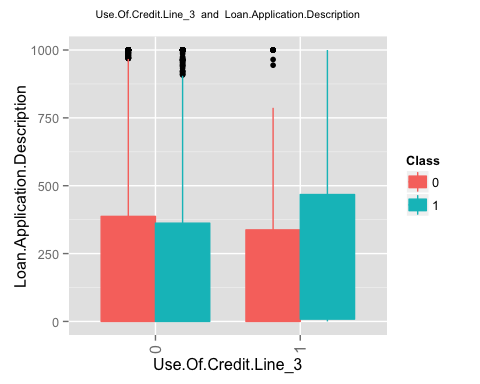 Use.Of.Credit.Line_3 and Loan.Application.Description
1000
750
500
250
0
Loan.Application.Description
0
1
Use.Of.Credit.Line_3
Class
0
1